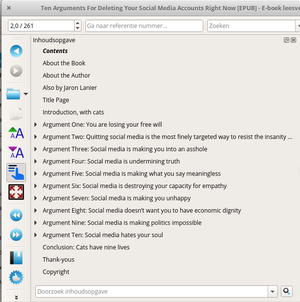 Ten Arguments For Deleting Your Social Media Accounts Right Now [EPUB] - E-boek
2,0 / 261
Ga naar referentie nummer...
Zoeken
Inhoudsopgave
Contents
About the Book
About the Author
Also by Jaron Lanier
Title Page
Introduction, with cats
Argument One: You are losing your free will
Argument Two: Quitting social media is the most finely targeted way to resist the insanity ...
Argument Three: Social media is making you into an asshole
Argument Four: Social media is undermining truth
Argument Five: Social media is making what you say meaningless
Argument Six: Social media is destroying your capacity for empathy
Argument Seven: Social media is making you unhappy
Argument Eight: Social media doesn't want you to have economic dignity
Argument Nine: Social media is making politics impossible
Argument Ten: Social media hates your soul
Conclusion: Cats have nine lives
Thank-yous
Copyright
Doorzoek inhoudsopgave